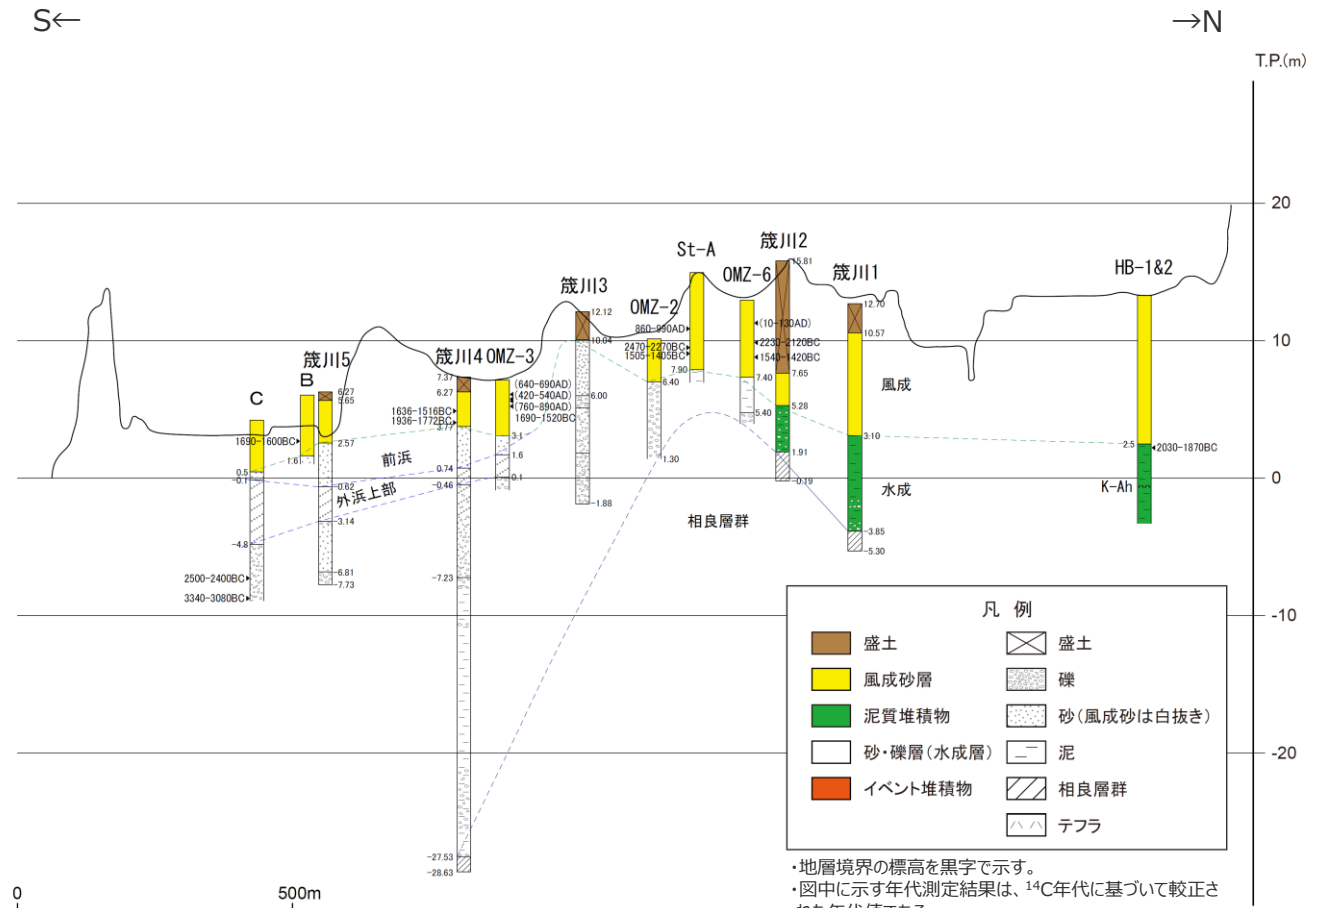 S←
→N
T.P.(m)
20
10
0
-10
-20
C
B
筬川5
筬川4
OMZ-3
筬川3
OMZ-2
St-A
OMZ-6
筬川2
筬川1
HB-1&2
1690-1600BC
0.5
-0.1
-4.8
2500-2400BC
3340-3080BC
1.6
6.27
5.65
2.57
-0.62
-3.14
-6.81
-7.73
前浜
外浜上部
7.37
6.27
1636-1516BC
1936-1772BC
3.77
0.74
-0.46
-7.23
-27.53
-28.63
(640-690AD)
(420-540AD)
(760-890AD)
1690-1520BC
3.1
1.6
0.1
12.12
10.04
6.00
-1.88
6.40
1.30
860-990AD
2470-2270BC
1505-1405BC
7.90
(10-130AD)
2230-2120BC
1540-1420BC
7.40
5.40
15.81
7.65
5.28
1.91
-0.19
12.70
10.57
3.10
-3.85
-5.30
風成
水成
相良層群
2.5
2030-1870BC
K-Ah
凡 例
盛土
盛土
風成砂層
礫
泥質堆積物
砂(風成砂は白抜き)
砂・礫層(水成層)
泥
イベント堆積物
相良層群
テフラ
・地層境界の標高を黒字で示す。
・図中に示す年代測定結果は、¹⁴C年代に基づいて較正さ
0
500m